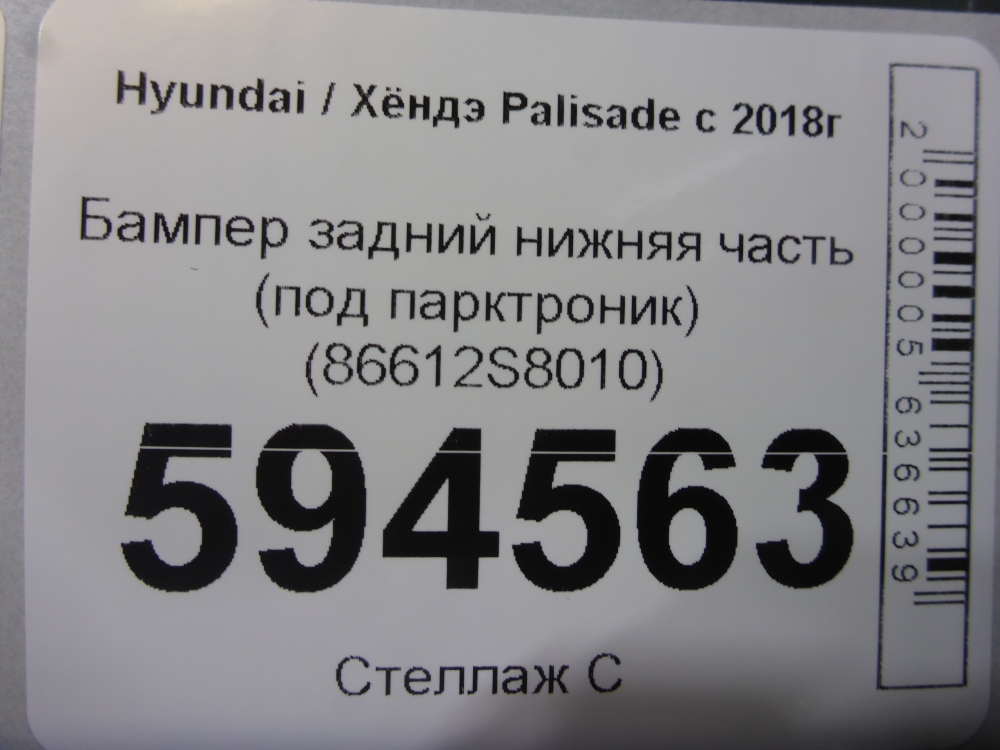 Hyundai / Хёндэ Palisade с 2018г
Бампер задний нижняя часть
(под парктроник)
(86612S8010)
594563
Стеллаж С
2000005636639